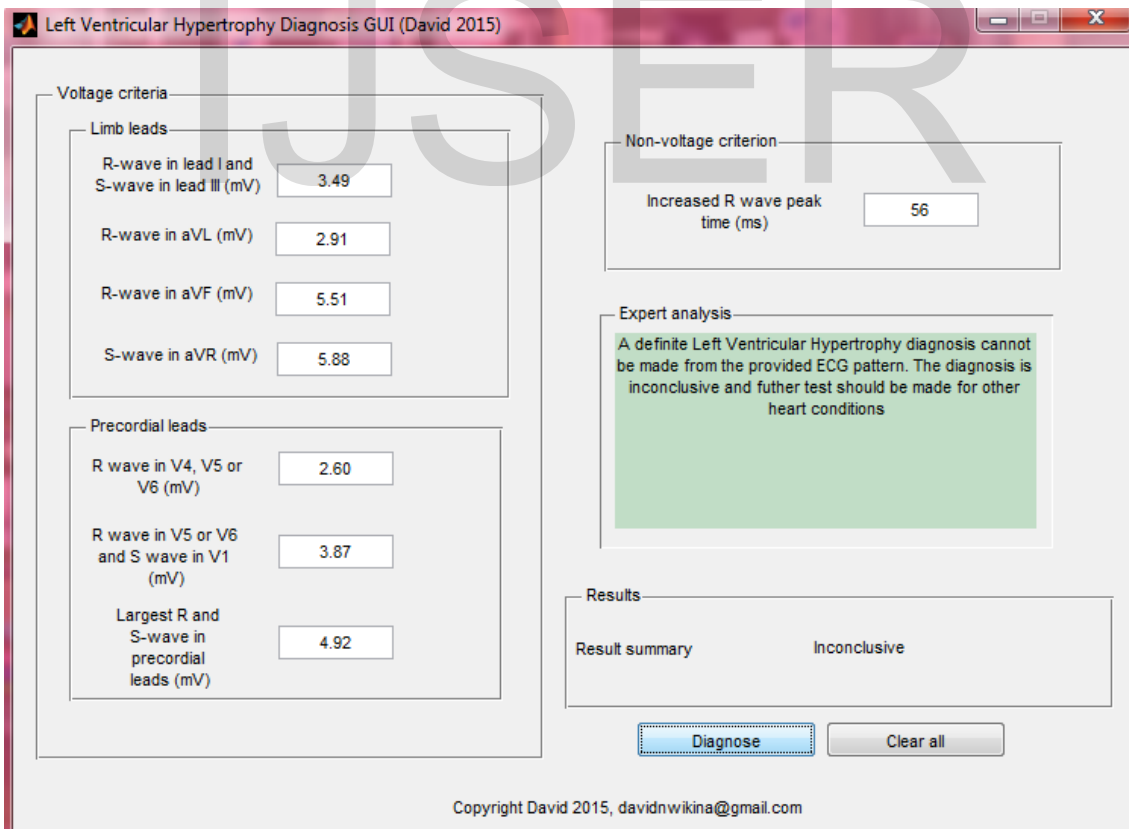 IJSER
Left Ventricular Hypertrophy Diagnosis GUI (David 2015)
Voltage criteria
Limb leads
R-wave in lead I and
S-wave in lead III (mV)
3.49
R-wave in aVL (mV)
2.91
R-wave in aVF (mV)
5.51
S-wave in aVR (mV)
5.88
Precordial leads
R wave in V4, V5 or
V6 (mV)
2.60
R wave in V5 or V6
and S wave in V1
(mV)
3.87
Largest R and
S-wave in
precordial
leads (mV)
4.92
Non-voltage criterion
Increased R wave peak
time (ms)
56
Expert analysis
A definite Left Ventricular Hypertrophy diagnosis cannot
be made from the provided ECG pattern. The diagnosis is
inconclusive and futher test should be made for other
heart conditions
Results
Result summary
Inconclusive
Diagnose
Clear all
Copyright David 2015, davidnwikina@gmail.com